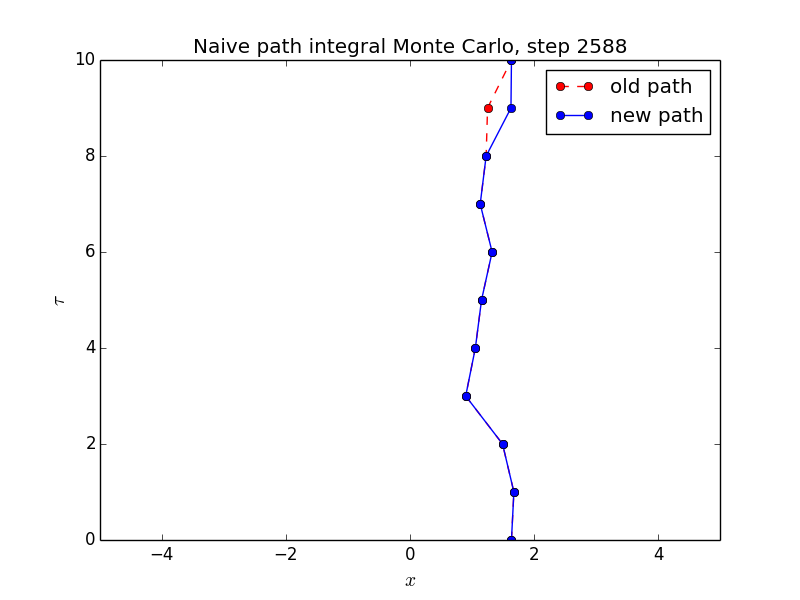 Naive path integral Monte Carlo, step 2588
old path
new path
10
8
6
4
2
0
τ
−4 −2 0 2 4
x